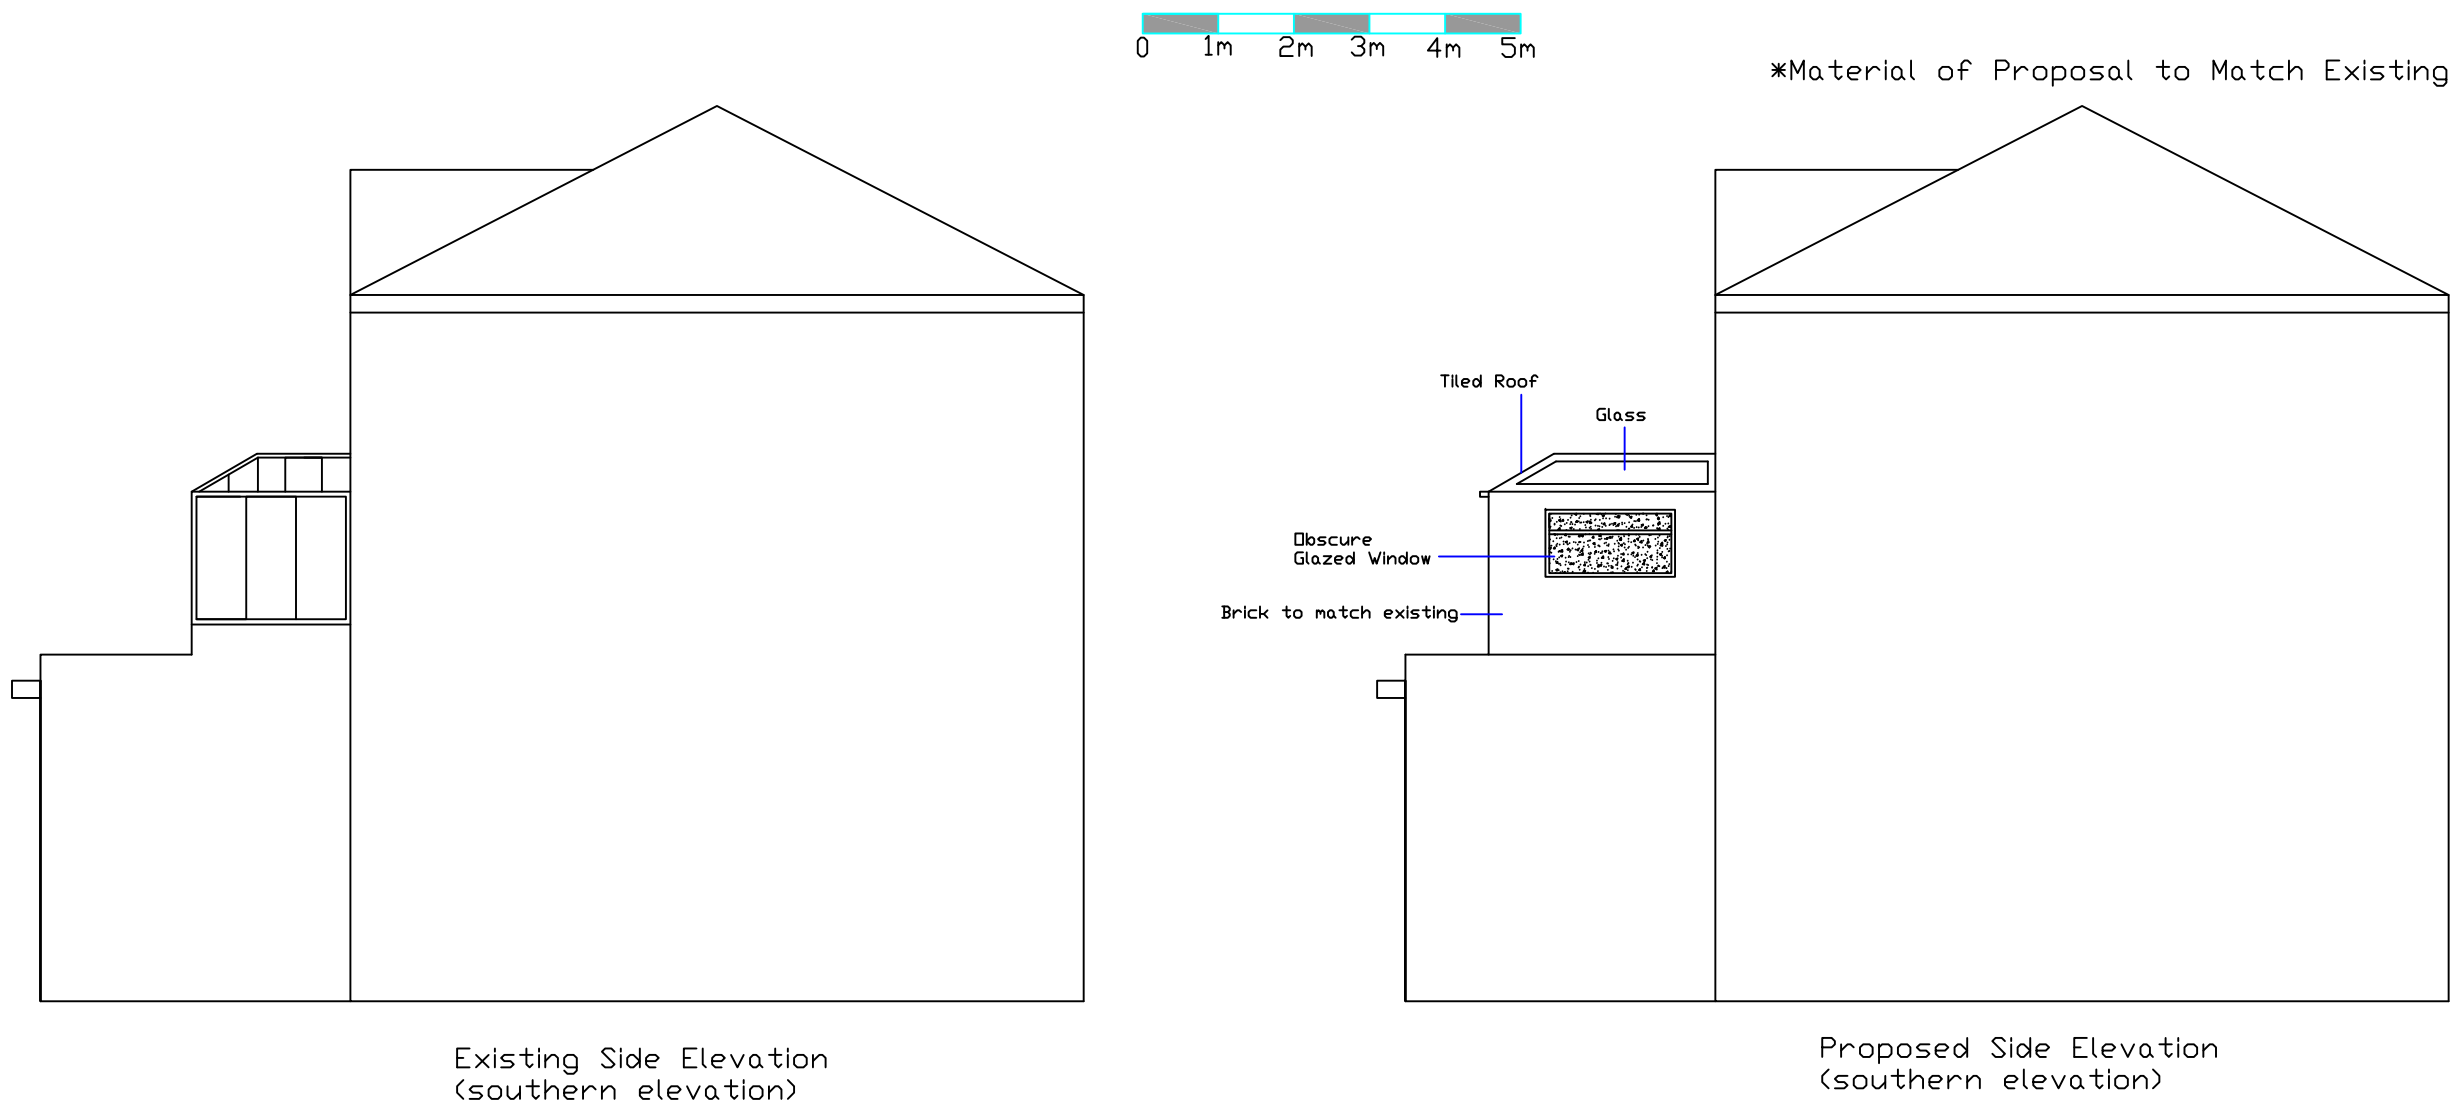 0 1m 2m 3m 4m 5m
*Material of Proposal to Match Existing
Tiled Roof
Glass
Obscure
Glazed Window
Brick to match existing
Existing Side Elevation
(southern elevation)
Proposed Side Elevation
(southern elevation)